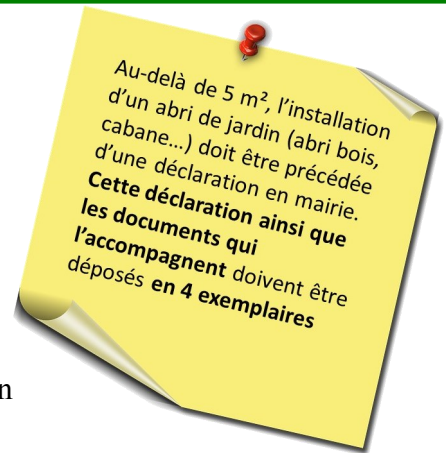 Au-delà de 5 m², l'installation
d'un abri de jardin (abri bois,
cabane...) doit être précédée
d'une déclaration en mairie.
Cette déclaration ainsi que
les documents qui
l'accompagnent doivent être
déposés en 4 exemplaires
n